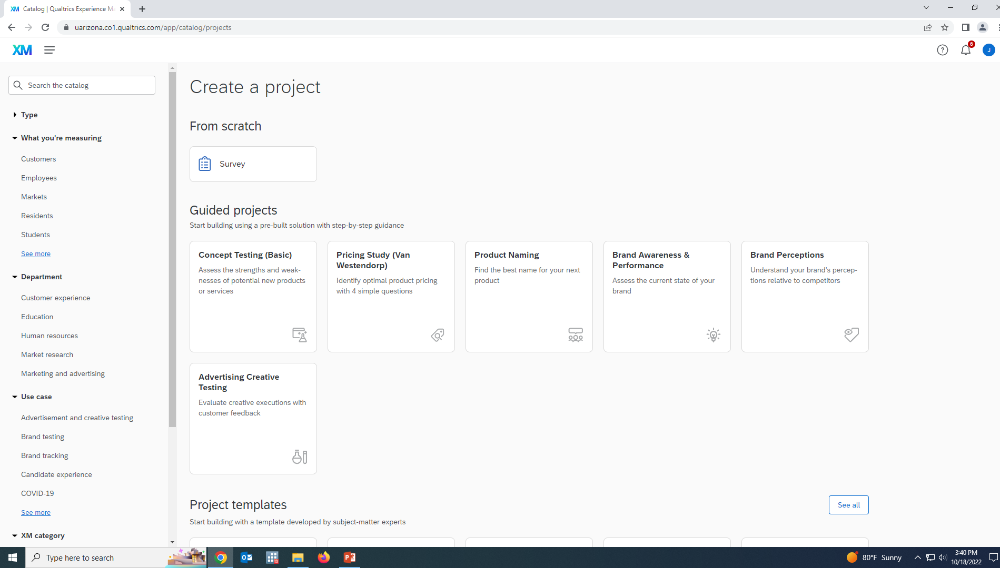 XM Catalog | Qualtrics Experience Ma
uarizona.co1.qualtrics.com/app/catalog/projects
XM
6
J
Search the catalog
Type
What you're measuring
Customers
Employees
Markets
Residents
Students
See more
Department
Customer experience
Education
Human resources
Market research
Marketing and advertising
Use case
Advertisement and creative testing
Brand testing
Brand tracking
Candidate experience
COVID-19
See more
XM category
Create a project
From scratch
Survey
Guided projects
Start building using a pre-built solution with step-by-step guidance
Concept Testing (Basic)
Assess the strengths and weak-
nesses of potential new products
or services
Pricing Study (Van
Westendorp)
Identify optimal product pricing
with 4 simple questions
Product Naming
Find the best name for your next
product
Brand Awareness &
Performance
Assess the current state of your
brand
Brand Perceptions
Understand your brand's percep-
tions relative to competitors
Advertising Creative
Testing
Evaluate creative executions with
customer feedback
Project templates
See all
Start building with a template developed by subject-matter experts
Type here to search
80°F Sunny
3:40 PM
10/18/2022